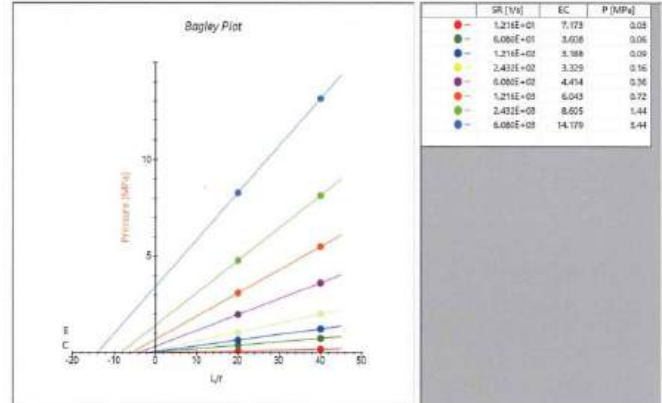 Bagley Plot
Pressure [MPa]
10
5
E
C
-20 -10 0 10 20 30 40 50
L/r
SR [1/s] EC P [MPa]
1.216E+01 7.173 0.03
6.080E+01 3.608 0.06
1.216E+02 3.188 0.09
2.432E+02 3.329 0.16
6.080E+02 4.414 0.36
1.216E+03 6.043 0.72
2.432E+03 8.605 1.44
6.080E+03 14.179 3.44